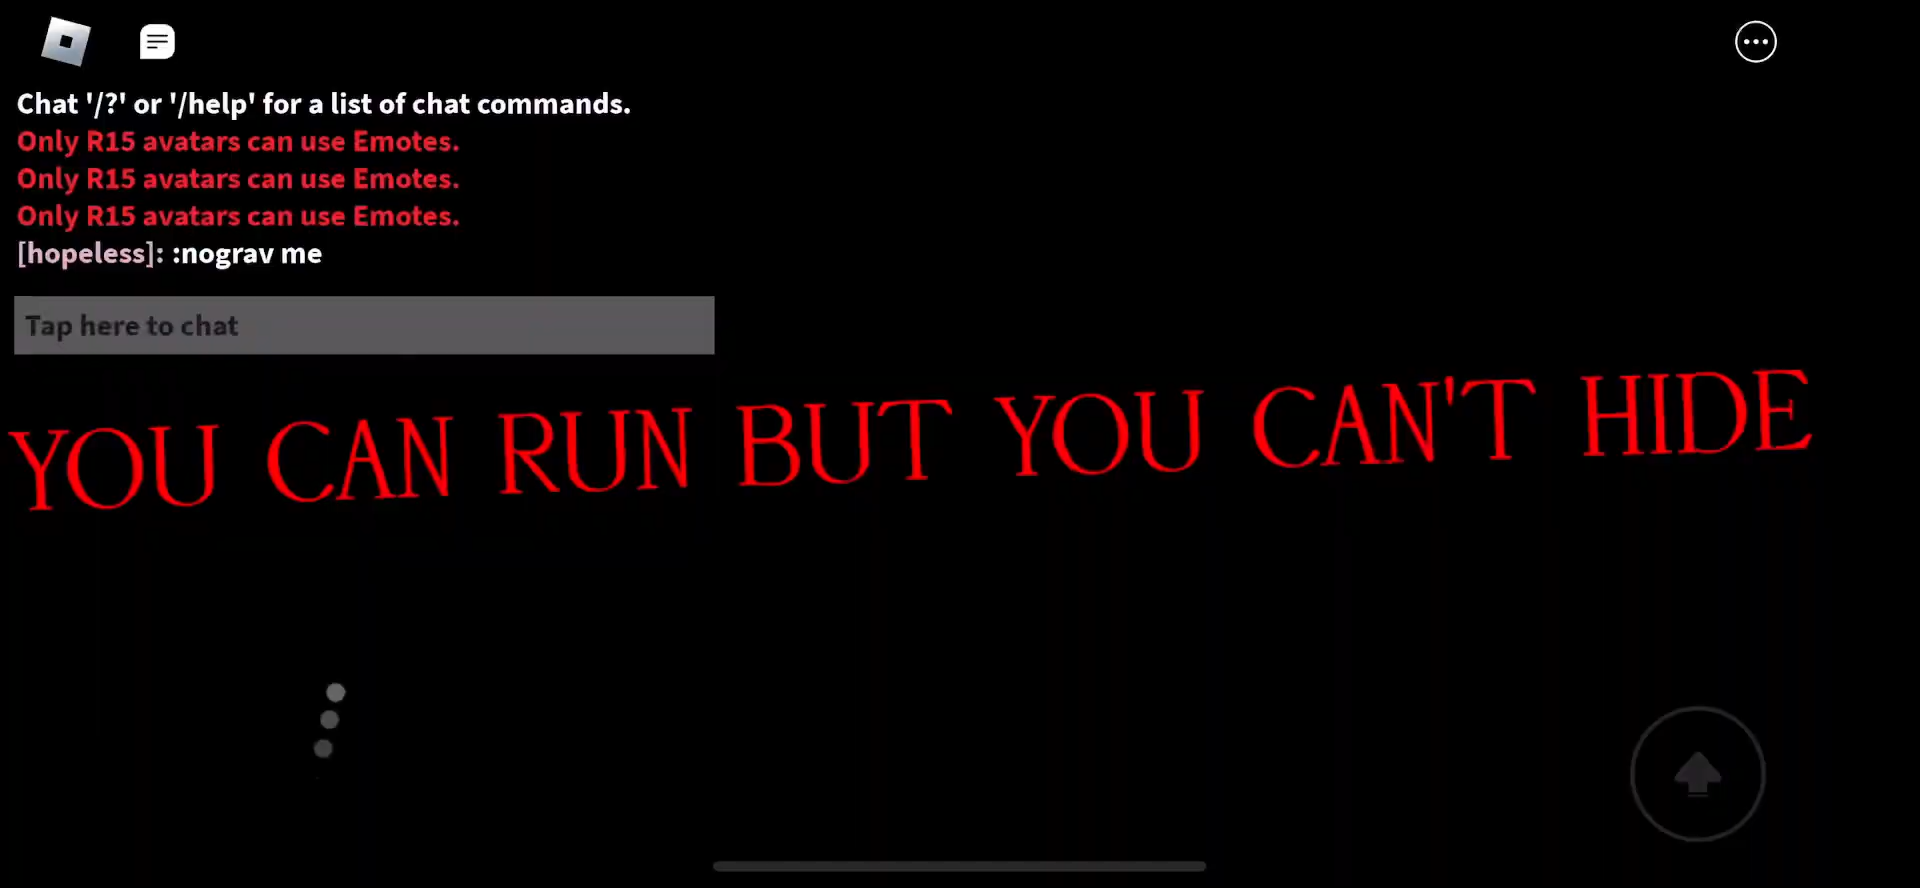 Chat '/?' or '/help' for a list of chat commands.
Only R15 avatars can use Emotes.
Only R15 avatars can use Emotes.
Only R15 avatars can use Emotes.
[hopeless]: :nograv me
Tap here to chat
YOU CAN RUN BUT YOU CAN'T HIDE